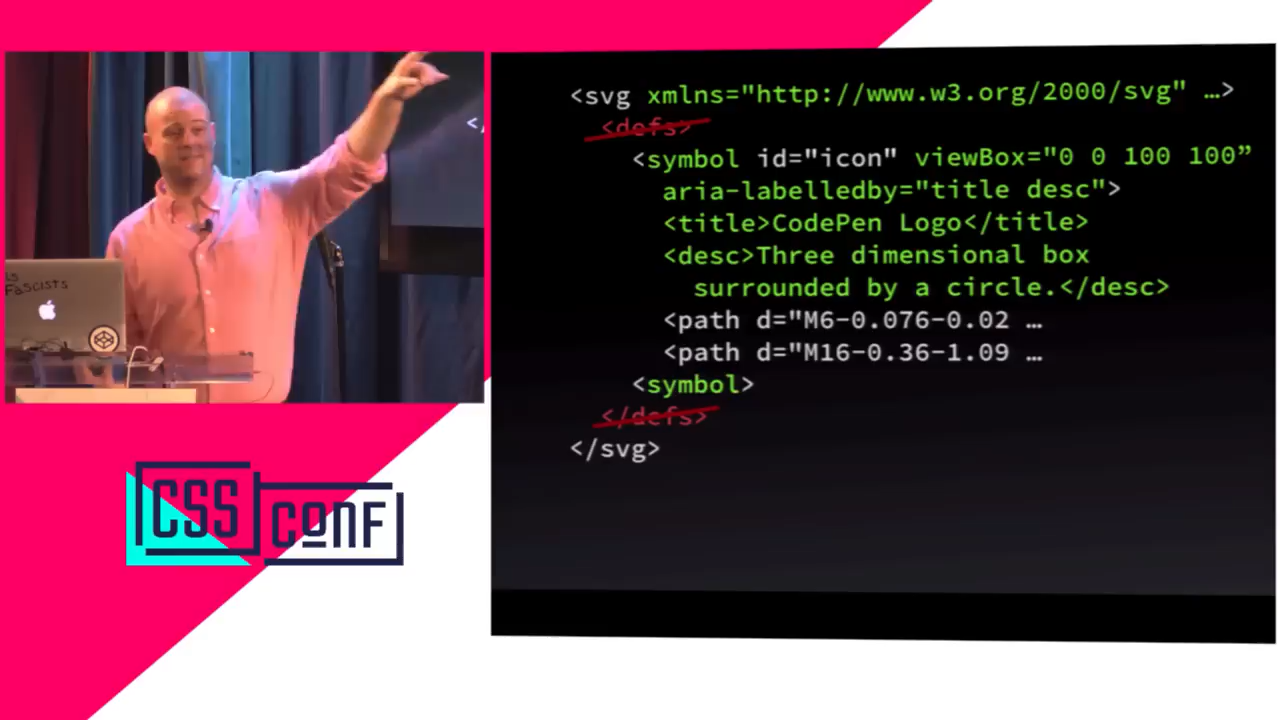 <svg xmlns="http://www.w3.org/2000/svg" …>
<defs>
<symbol id="icon" viewBox="0 0 100 100”
aria-labelledby="title desc">
<title>CodePen Logo</title>
<desc>Three dimensional box
surrounded by a circle.</desc>
<path d="M6-0.076-0.02 …
<path d="M16-0.36-1.09 …
<symbol>
</defs>
</svg>
</
Fascists
CSS
CONF